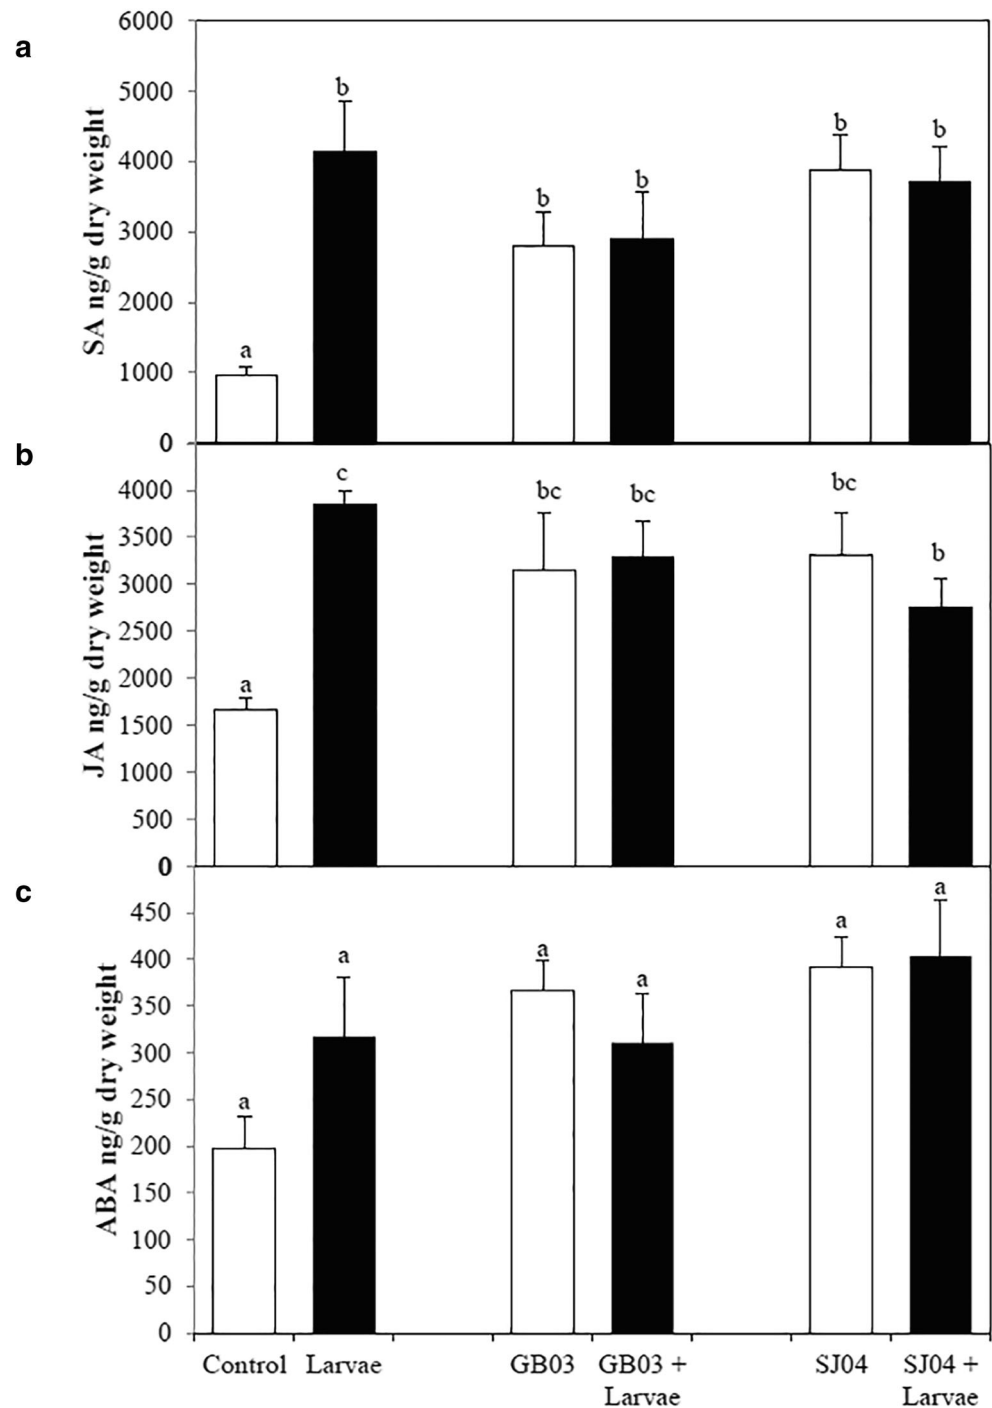 a
SA ng/g dry weight
6000
5000
4000
3000
2000
1000
0
a
b
b
b
b
b
b
JA ng/g dry weight
4000
3500
3000
2500
2000
1500
1000
500
0
a
c
bc
bc
bc
b
c
ABA ng/g dry weight
450
400
350
300
250
200
150
100
50
0
a
a
a
a
a
a
Control
Larvae
GB03
GB03 +
Larvae
SJ04
SJ04 +
Larvae